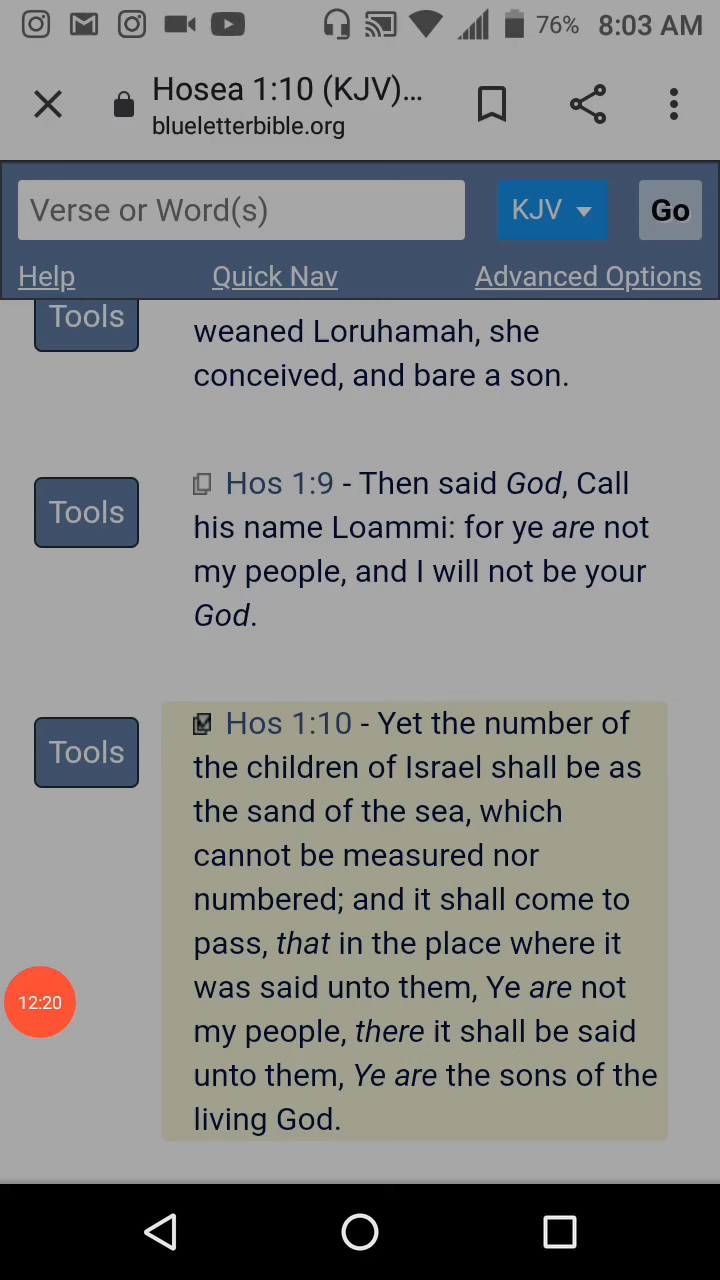 76% 8:03 AM
Hosea 1:10 (KJV)...
blueletterbible.org
Verse or Word(s) KJV Go
Help Quick Nav Advanced Options
Tools
weaned Loruhamah, she
conceived, and bare a son.
Tools
Hos 1:9 - Then said God, Call
his name Loammi: for ye are not
my people, and I will not be your
God.
Tools
Hos 1:10 - Yet the number of
the children of Israel shall be as
the sand of the sea, which
cannot be measured nor
numbered; and it shall come to
pass, that in the place where it
was said unto them, Ye are not
my people, there it shall be said
unto them, Ye are the sons of the
living God.
12:20